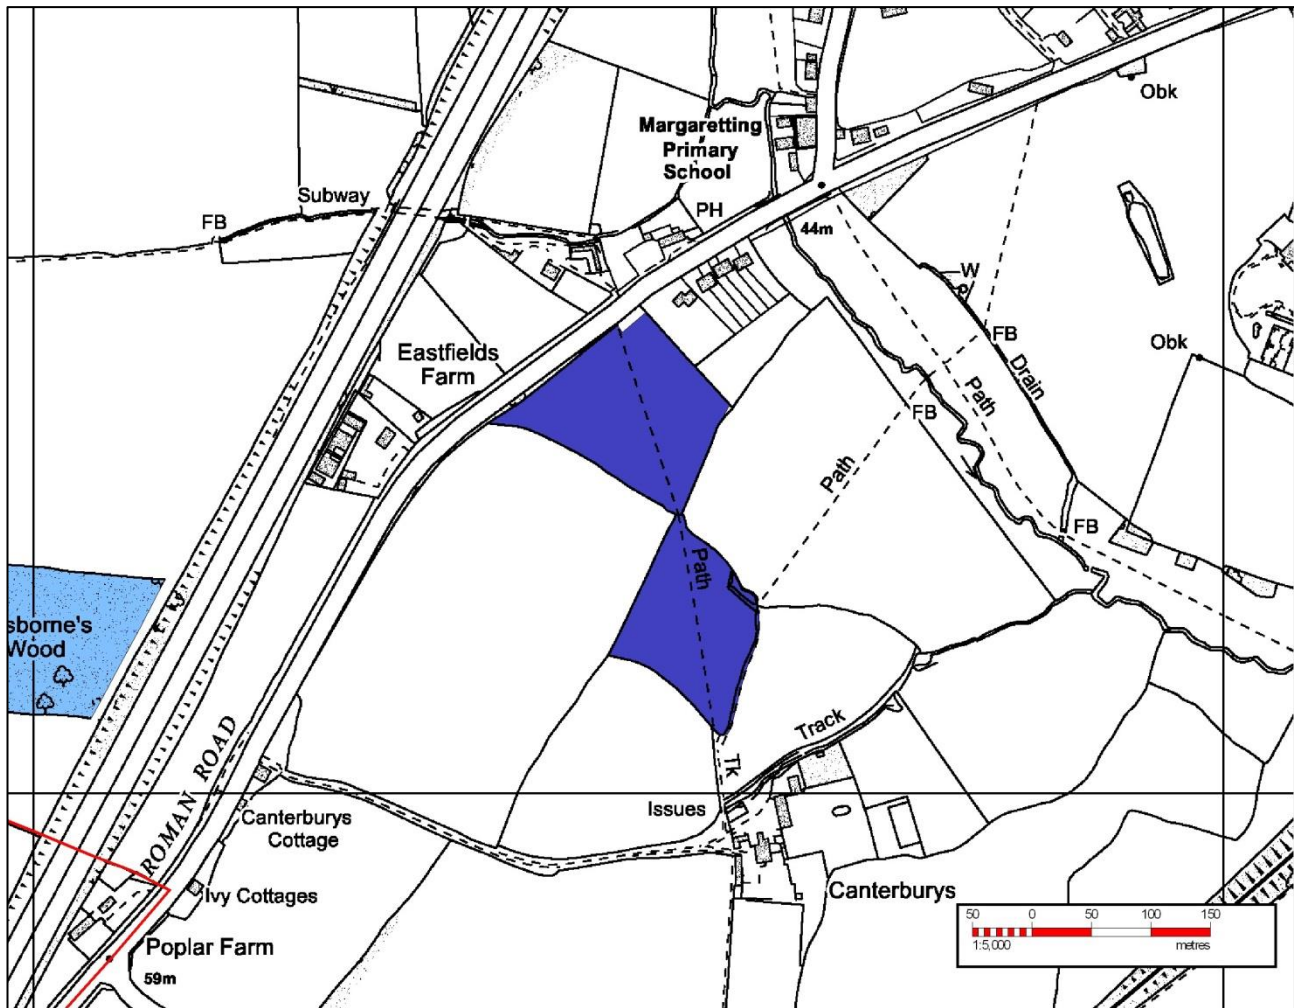 Obk
Margaretting
Primary
School
Subway
FB
PH
44m
W
FB
Obk
Eastfields
Farm
Drain
Path
FB
Path
FB
Path
sborne's
Wood
ROMAN ROAD
Track
Tk
Issues
Canterburys
Cottage
Ivy Cottages
Canterburys
Poplar Farm
59m
50 0 50 100 150
1:5,000 metres